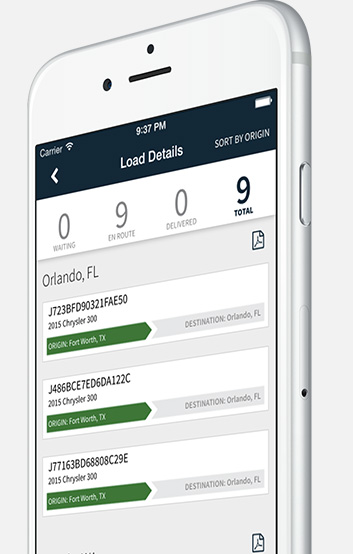 Carrier 9:37 PM
Load Details SORT BY ORIGIN
0 9 0 9
WAITING EN ROUTE DELIVERED TOTAL
Orlando, FL
J723BFD90321FAE50
2015 Chrysler 300
ORIGIN: Fort Worth, TX DESTINATION: Orlando, FL
J486BCE7ED6DA122C
2015 Chrysler 300
ORIGIN: Fort Worth, TX DESTINATION: Orlando, FL
J77163BD68808C29E
2015 Chrysler 300
ORIGIN: Fort Worth, TX DESTINATION: Orlando, FL